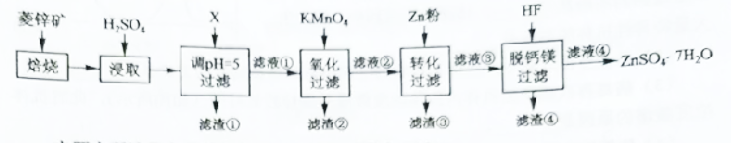 菱锌矿 H₂SO₄ X KMnO₄ Zn粉 HF
焙烧 浸取 调pH=5 过滤 滤液① 氧化 过滤 滤液② 转化 过滤 滤液③ 脱钙镁 过滤 滤液④ ZnSO₄·7H₂O
滤渣① 滤渣② 滤渣③ 滤渣④